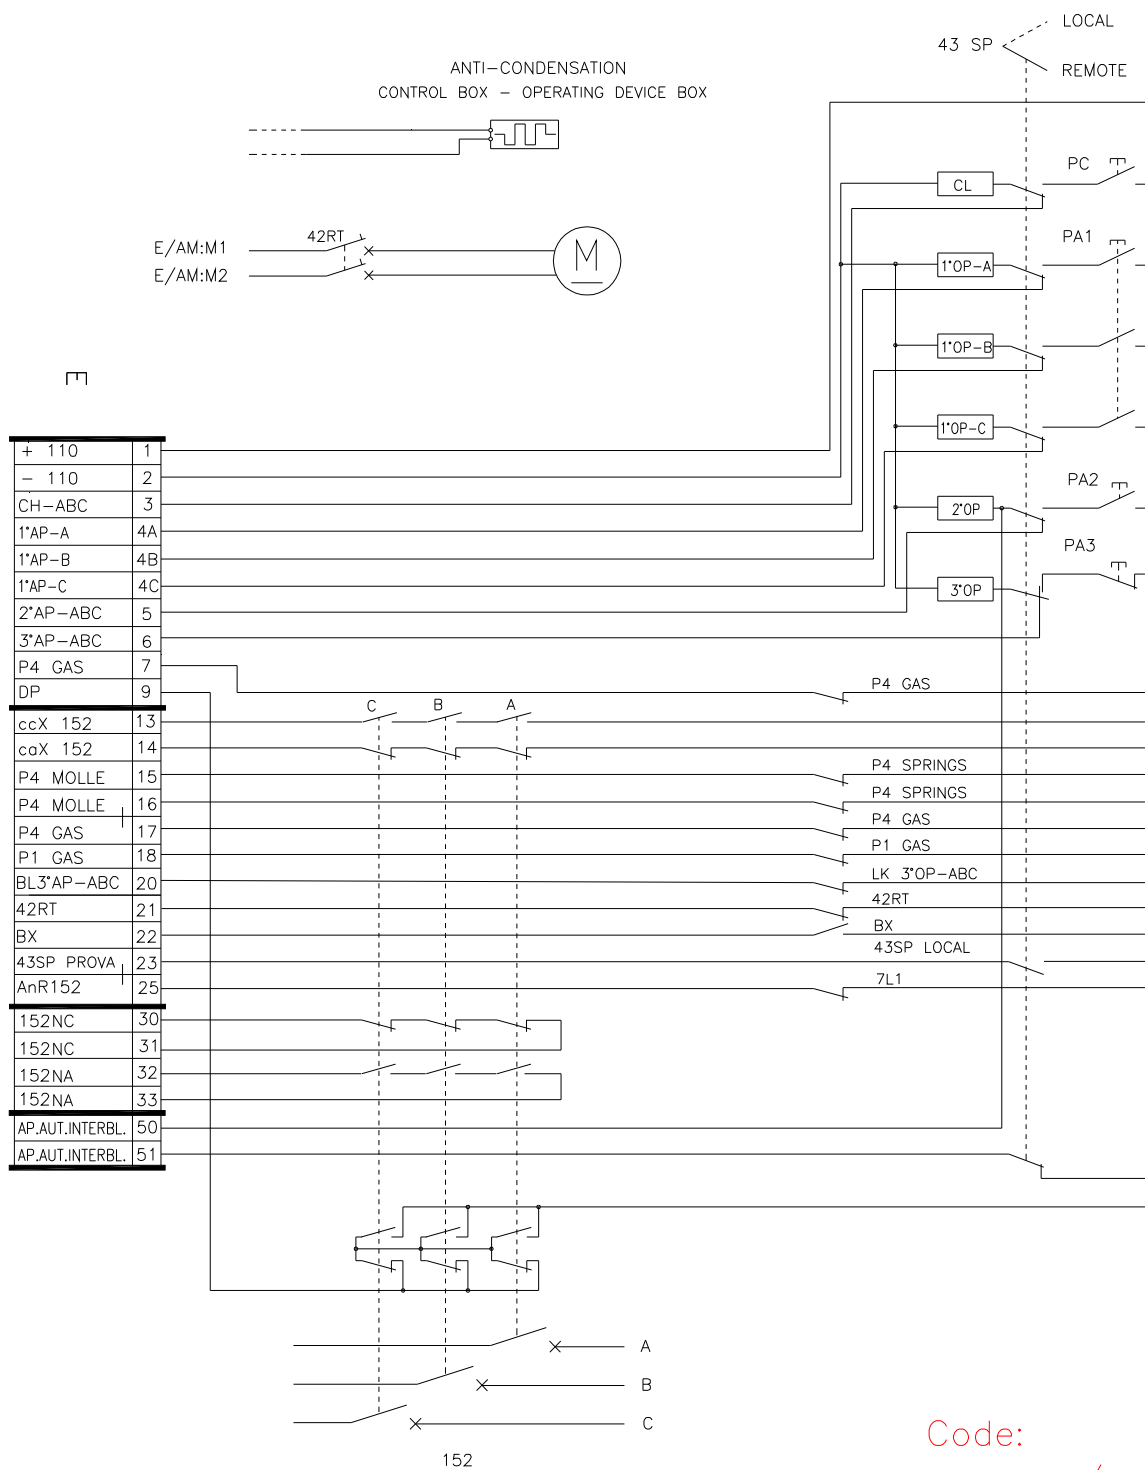 LOCAL
43 SP
REMOTE
ANTI-CONDENSATION
CONTROL BOX - OPERATING DEVICE BOX
PC
CL
PA1
42RT
E/AM:M1
E/AM:M2
M
1°OP-A
1°OP-B
E
1°OP-C
+ 110 1
- 110 2
CH-ABC 3
1°AP-A 4A
1°AP-B 4B
1°AP-C 4C
2°AP-ABC 5
3°AP-ABC 6
P4 GAS 7
DP 9
PA2
2°OP
PA3
3°OP
P4 GAS
C B A
ccX 152 13
caX 152 14
P4 MOLLE 15
P4 MOLLE 16
P4 GAS 17
P1 GAS 18
BL3°AP-ABC 20
42RT 21
BX 22
43SP PROVA 23
AnR152 25
P4 SPRINGS
P4 SPRINGS
P4 GAS
P1 GAS
LK 3°OP-ABC
42RT
BX
43SP LOCAL
7L1
152NC 30
152NC 31
152NA 32
152NA 33
AP.AUT.INTERBL. 50
AP.AUT.INTERBL. 51
A
B
C
152
Code: